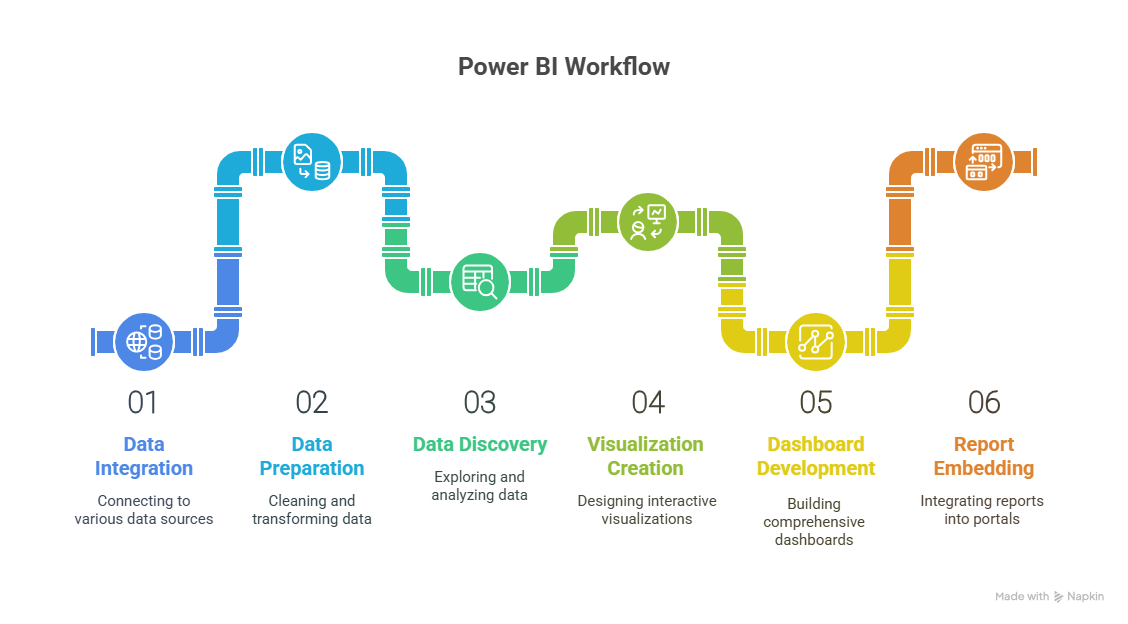 Power BI Workflow
01
Data
Integration
Connecting to
various data sources
02
Data
Preparation
Cleaning and
transforming data
03
Data Discovery
Exploring and
analyzing data
04
Visualization
Creation
Designing interactive
visualizations
05
Dashboard
Development
Building
comprehensive
dashboards
06
Report
Embedding
Integrating reports
into portals
Made with Napkin